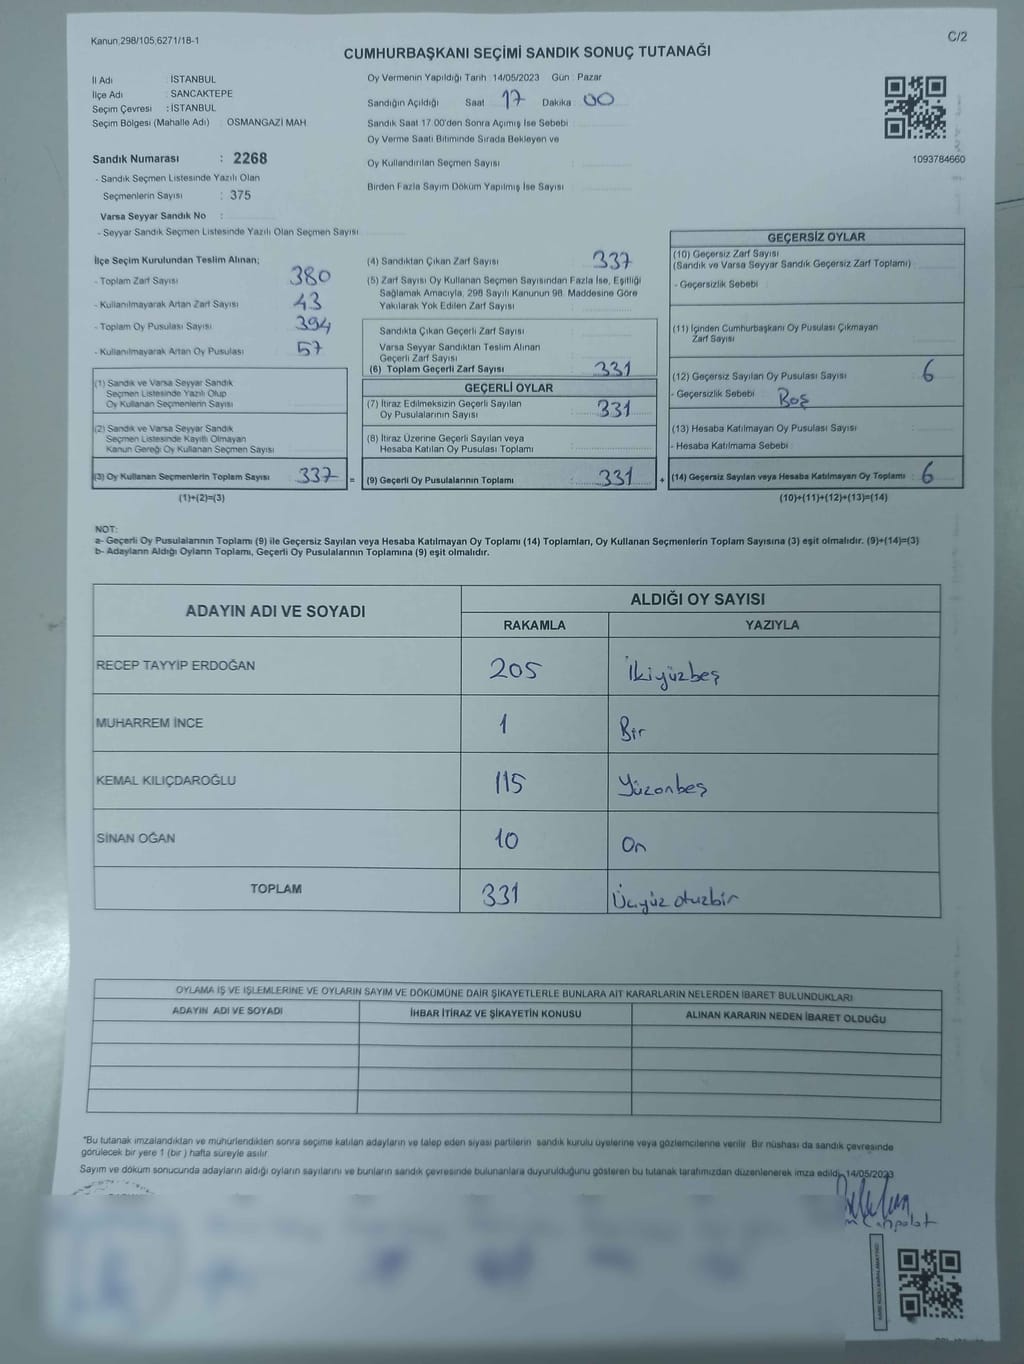 Kanun,298/105,6271/18-1
C/2
CUMHURBAŞKANI SEÇİMİ SANDIK SONUÇ TUTANAĞI
İl Adı : İSTANBUL
İlçe Adı : SANCAKTEPE
Seçim Çevresi : İSTANBUL
Seçim Bölgesi (Mahalle Adı) : OSMANGAZİ MAH
Oy Vermenin Yapıldığı Tarih 14/05/2023 Gün Pazar
Sandığın Açıldığı Saat 17 Dakika 00
Sandık Saat 17 00'den Sonra Açımış İse Sebebi
Oy Verme Saati Bitiminde Sırada Bekleyen ve
Oy Kullandırılan Seçmen Sayısı :
Birden Fazla Sayım Döküm Yapılmış İse Sayısı :
1093784660
Sandık Numarası : 2268
- Sandık Seçmen Listesinde Yazılı Olan
Seçmenlerin Sayısı : 375
Varsa Seyyar Sandık No :
- Seyyar Sandık Seçmen Listesinde Yazılı Olan Seçmen Sayısı
İlçe Seçim Kurulundan Teslim Alınan;
- Toplam Zarf Sayısı 380
- Kullanılmayarak Artan Zarf Sayısı 43
- Toplam Oy Pusulası Sayısı 394
- Kullanılmayarak Artan Oy Pusulası 57
(1) Sandık ve Varsa Seyyar Sandık
Seçmen Listesinde Yazılı Olup
Oy Kullanan Seçmenlerin Sayısı
(2) Sandık ve Varsa Seyyar Sandık
Seçmen Listesinde Kayıtlı Olmayan
Kanun Gereği Oy Kullanan Seçmen Sayısı
(3) Oy Kullanan Seçmenlerin Toplam Sayısı 337 =
(1)+(2)=(3)
(4) Sandıktan Çıkan Zarf Sayısı : 337
(5) Zarf Sayısı Oy Kullanan Seçmen Sayısından Fazla İse, Eşitliği
Sağlamak Amacıyla, 298 Sayılı Kanunun 98. Maddesine Göre
Yakılarak Yok Edilen Zarf Sayısı :
Sandıkta Çıkan Geçerli Zarf Sayısı :
Varsa Seyyar Sandıktan Teslim Alınan
Geçerli Zarf Sayısı
(6) Toplam Geçerli Zarf Sayısı : 331
GEÇERLİ OYLAR
(7) İtiraz Edilmeksizin Geçerli Sayılan
Oy Pusulalarının Sayısı : 331
(8) İtiraz Üzerine Geçerli Sayılan veya
Hesaba Katılan Oy Pusulası Toplamı :
(9) Geçerli Oy Pusulalarının Toplamı : 331 +
GEÇERSİZ OYLAR
(10) Geçersiz Zarf Sayısı
(Sandık ve Varsa Seyyar Sandık Geçersiz Zarf Toplamı) :
- Geçersizlik Sebebi :
(11) İçinden Cumhurbaşkanı Oy Pusulası Çıkmayan
Zarf Sayısı :
(12) Geçersiz Sayılan Oy Pusulası Sayısı : 6
- Geçersizlik Sebebi : Boş
(13) Hesaba Katılmayan Oy Pusulası Sayısı :
- Hesaba Katılmama Sebebi :
(14) Geçersiz Sayılan veya Hesaba Katılmayan Oy Toplamı : 6
(10)+(11)+(12)+(13)=(14)
NOT:
a- Geçerli Oy Pusulalarının Toplamı (9) ile Geçersiz Sayılan veya Hesaba Katılmayan Oy Toplamı (14) Toplamları, Oy Kullanan Seçmenlerin Toplam Sayısına (3) eşit olmalıdır. (9)+(14)=(3)
b- Adayların Aldığı Oyların Toplamı, Geçerli Oy Pusulalarının Toplamına (9) eşit olmalıdır.
ADAYIN ADI VE SOYADI ALDIĞI OY SAYISI
RAKAMLA YAZIYLA
RECEP TAYYİP ERDOĞAN 205 İkiyüzbeş
MUHARREM İNCE 1 Bir
KEMAL KILIÇDAROĞLU 115 Yüzonbeş
SİNAN OĞAN 10 On
TOPLAM 331 Üçyüz otuzbir
OYLAMA İŞ VE İŞLEMLERİNE VE OYLARIN SAYIM VE DÖKÜMÜNE DAİR ŞİKAYETLERLE BUNLARA AİT KARARLARIN NELERDEN İBARET BULUNDUKLARI
ADAYIN ADI VE SOYADI İHBAR İTİRAZ VE ŞİKAYETİN KONUSU ALINAN KARARIN NEDEN İBARET OLDUĞU
*Bu tutanak imzalandıktan ve mühürlendikten sonra seçime katılan adayların ve talep eden siyasi partilerin sandık kurulu üyelerine veya gözlemcilerine verilir. Bir nüshası da sandık çevresinde
görülecek bir yere 1 (bir) hafta süreyle asılır.
Sayım ve döküm sonucunda adayların aldığı oyların sayılarını ve bunların sandık çevresinde bulunanlara duyurulduğunu gösteren bu tutanak tarafımızdan düzenlenerek imza edildi. 14/05/2023